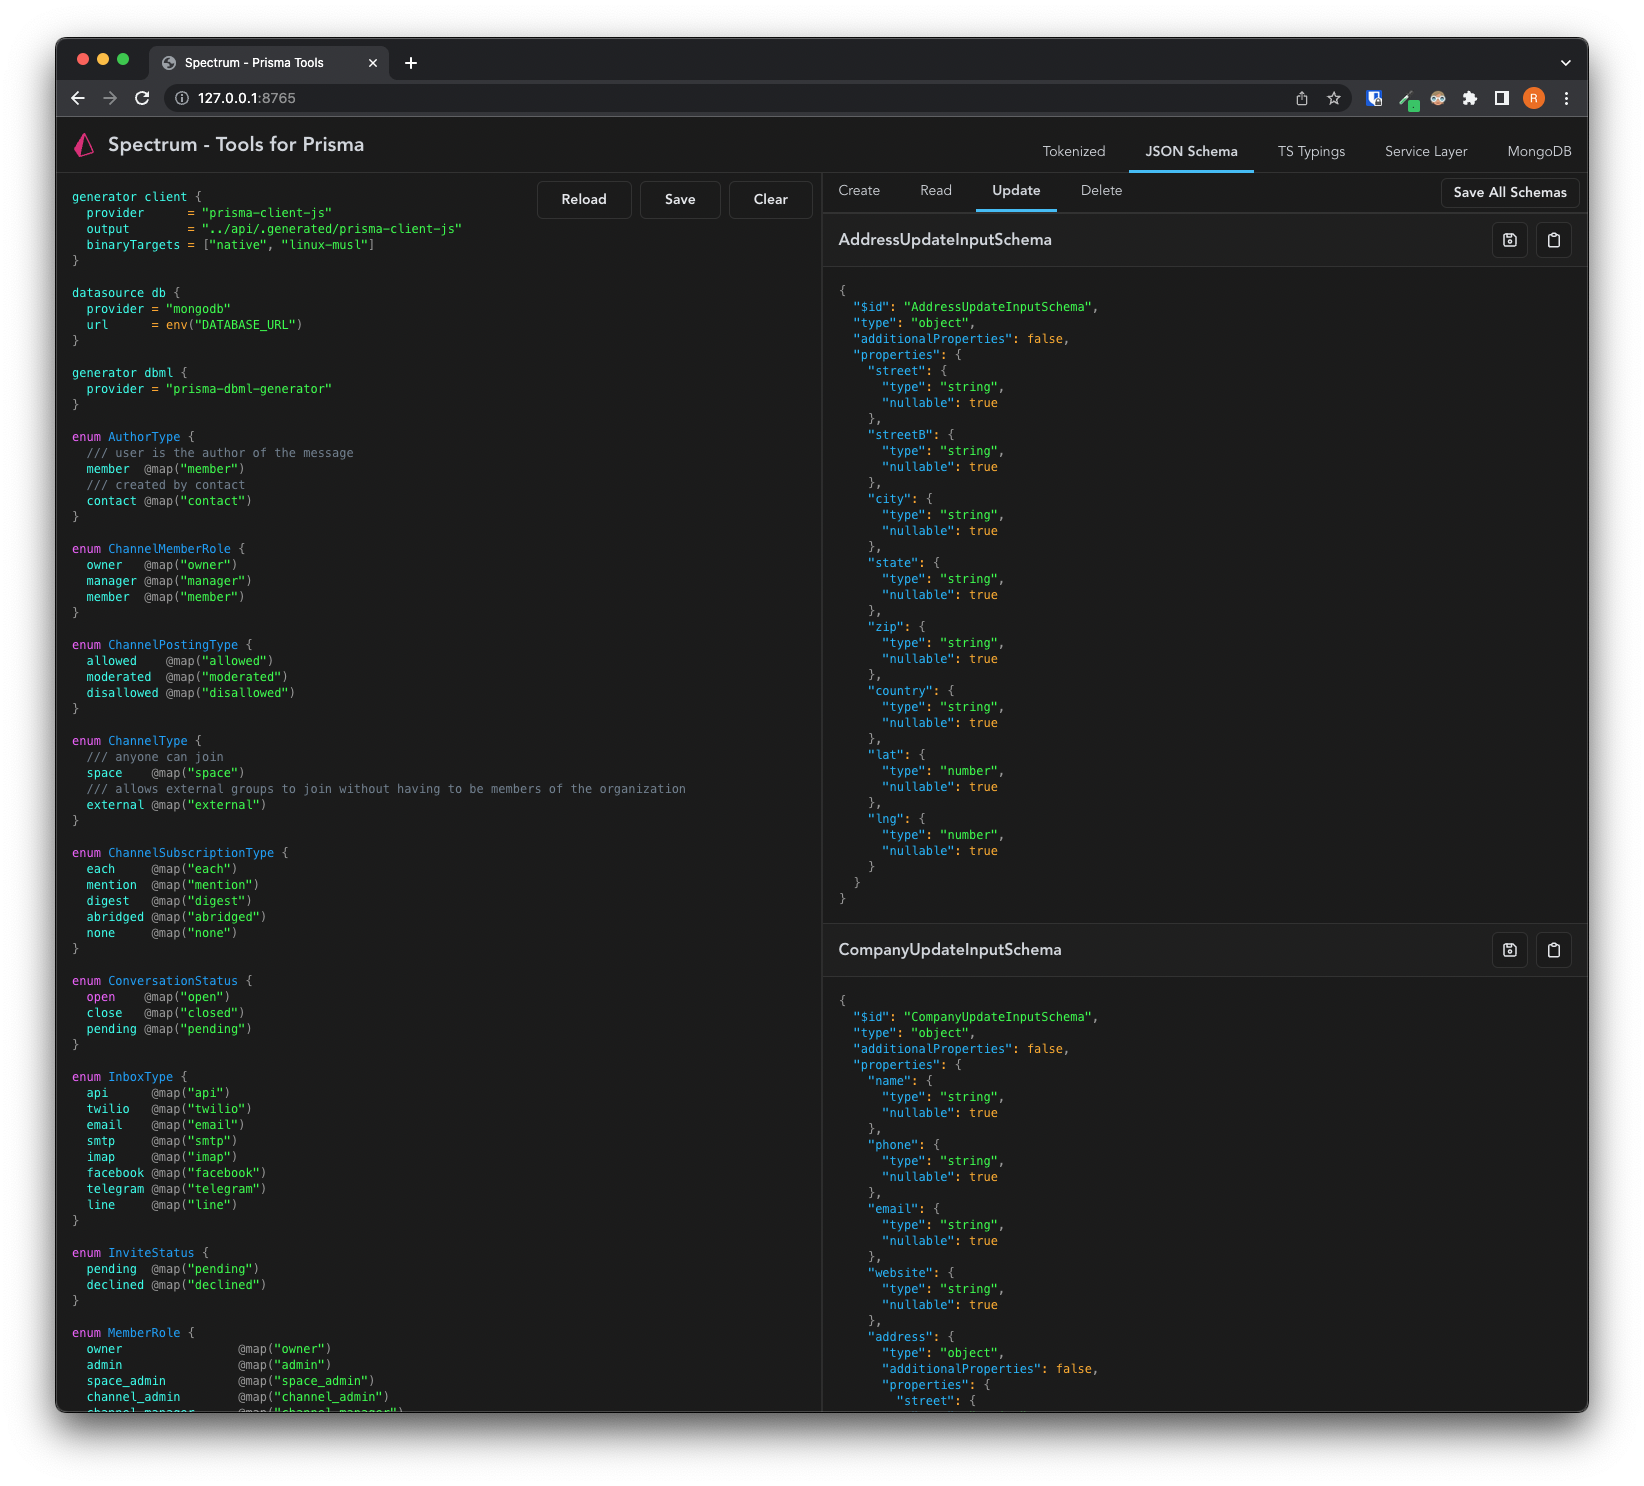 Spectrum - Prisma Tools
127.0.0.1:8765
R
Spectrum - Tools for Prisma
Tokenized
JSON Schema
TS Typings
Service Layer
MongoDB
Reload
Save
Clear
generator client {
  provider      = "prisma-client-js"
  output        = "../api/.generated/prisma-client-js"
  binaryTargets = ["native", "linux-musl"]
}
datasource db {
  provider = "mongodb"
  url      = env("DATABASE_URL")
}
generator dbml {
  provider = "prisma-dbml-generator"
}
enum AuthorType {
  /// user is the author of the message
  member  @map("member")
  /// created by contact
  contact @map("contact")
}
enum ChannelMemberRole {
  owner   @map("owner")
  manager @map("manager")
  member  @map("member")
}
enum ChannelPostingType {
  allowed    @map("allowed")
  moderated  @map("moderated")
  disallowed @map("disallowed")
}
enum ChannelType {
  /// anyone can join
  space    @map("space")
  /// allows external groups to join without having to be members of the organization
  external @map("external")
}
enum ChannelSubscriptionType {
  each     @map("each")
  mention  @map("mention")
  digest   @map("digest")
  abridged @map("abridged")
  none     @map("none")
}
enum ConversationStatus {
  open    @map("open")
  close   @map("closed")
  pending @map("pending")
}
enum InboxType {
  api      @map("api")
  twilio   @map("twilio")
  email    @map("email")
  smtp     @map("smtp")
  imap     @map("imap")
  facebook @map("facebook")
  telegram @map("telegram")
  line     @map("line")
}
enum InviteStatus {
  pending  @map("pending")
  declined @map("declined")
}
enum MemberRole {
  owner                @map("owner")
  admin                @map("admin")
  space_admin          @map("space_admin")
  channel_admin        @map("channel_admin")
  channel_manager      @map("channel_manager")
Create
Read
Update
Delete
Save All Schemas
AddressUpdateInputSchema
{
  "$id": "AddressUpdateInputSchema",
  "type": "object",
  "additionalProperties": false,
  "properties": {
    "street": {
      "type": "string",
      "nullable": true
    },
    "streetB": {
      "type": "string",
      "nullable": true
    },
    "city": {
      "type": "string",
      "nullable": true
    },
    "state": {
      "type": "string",
      "nullable": true
    },
    "zip": {
      "type": "string",
      "nullable": true
    },
    "country": {
      "type": "string",
      "nullable": true
    },
    "lat": {
      "type": "number",
      "nullable": true
    },
    "lng": {
      "type": "number",
      "nullable": true
    }
  }
}
CompanyUpdateInputSchema
{
  "$id": "CompanyUpdateInputSchema",
  "type": "object",
  "additionalProperties": false,
  "properties": {
    "name": {
      "type": "string",
      "nullable": true
    },
    "phone": {
      "type": "string",
      "nullable": true
    },
    "email": {
      "type": "string",
      "nullable": true
    },
    "website": {
      "type": "string",
      "nullable": true
    },
    "address": {
      "type": "object",
      "additionalProperties": false,
      "properties": {
        "street": {